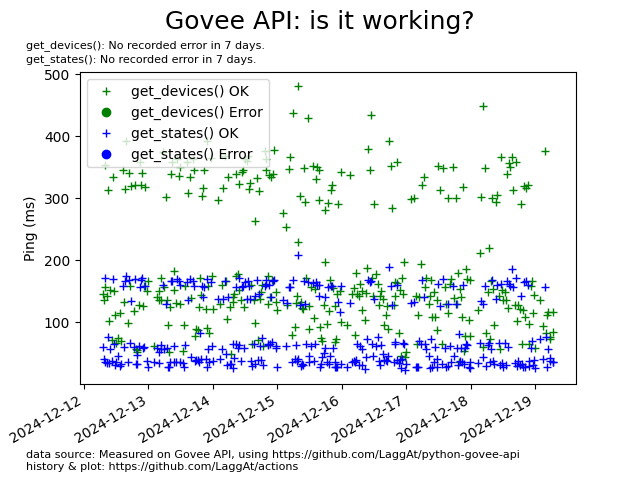 Govee API: is it working?
get_devices(): No recorded error in 7 days.
get_states(): No recorded error in 7 days.
get_devices() OK
get_devices() Error
get_states() OK
get_states() Error
Ping (ms)
500
400
300
200
100
2024-12-12
2024-12-13
2024-12-14
2024-12-15
2024-12-16
2024-12-17
2024-12-18
2024-12-19
data source: Measured on Govee API, using https://github.com/LaggAt/python-govee-api
history & plot: https://github.com/LaggAt/actions